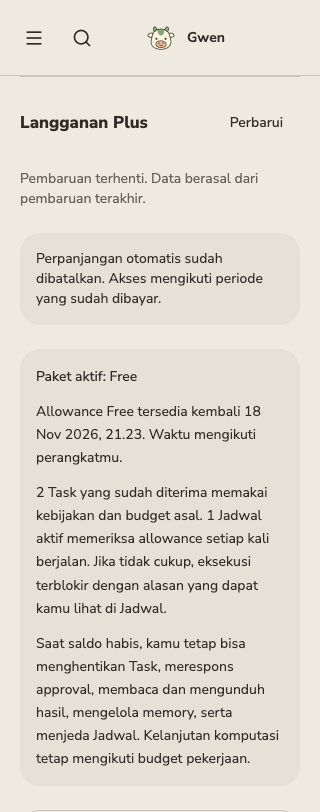 Gwen
Langganan Plus
Perbarui
Pembaruan terhenti. Data berasal dari
pembaruan terakhir.
Perpanjangan otomatis sudah
dibatalkan. Akses mengikuti periode
yang sudah dibayar.
Paket aktif: Free
Allowance Free tersedia kembali 18
Nov 2026, 21.23. Waktu mengikuti
perangkatmu.
2 Task yang sudah diterima memakai
kebijakan dan budget asal. 1 Jadwal
aktif memeriksa allowance setiap kali
berjalan. Jika tidak cukup, eksekusi
terblokir dengan alasan yang dapat
kamu lihat di Jadwal.
Saat saldo habis, kamu tetap bisa
menghentikan Task, merespons
approval, membaca dan mengunduh
hasil, mengelola memory, serta
menjeda Jadwal. Kelanjutan komputasi
tetap mengikuti budget pekerjaan.